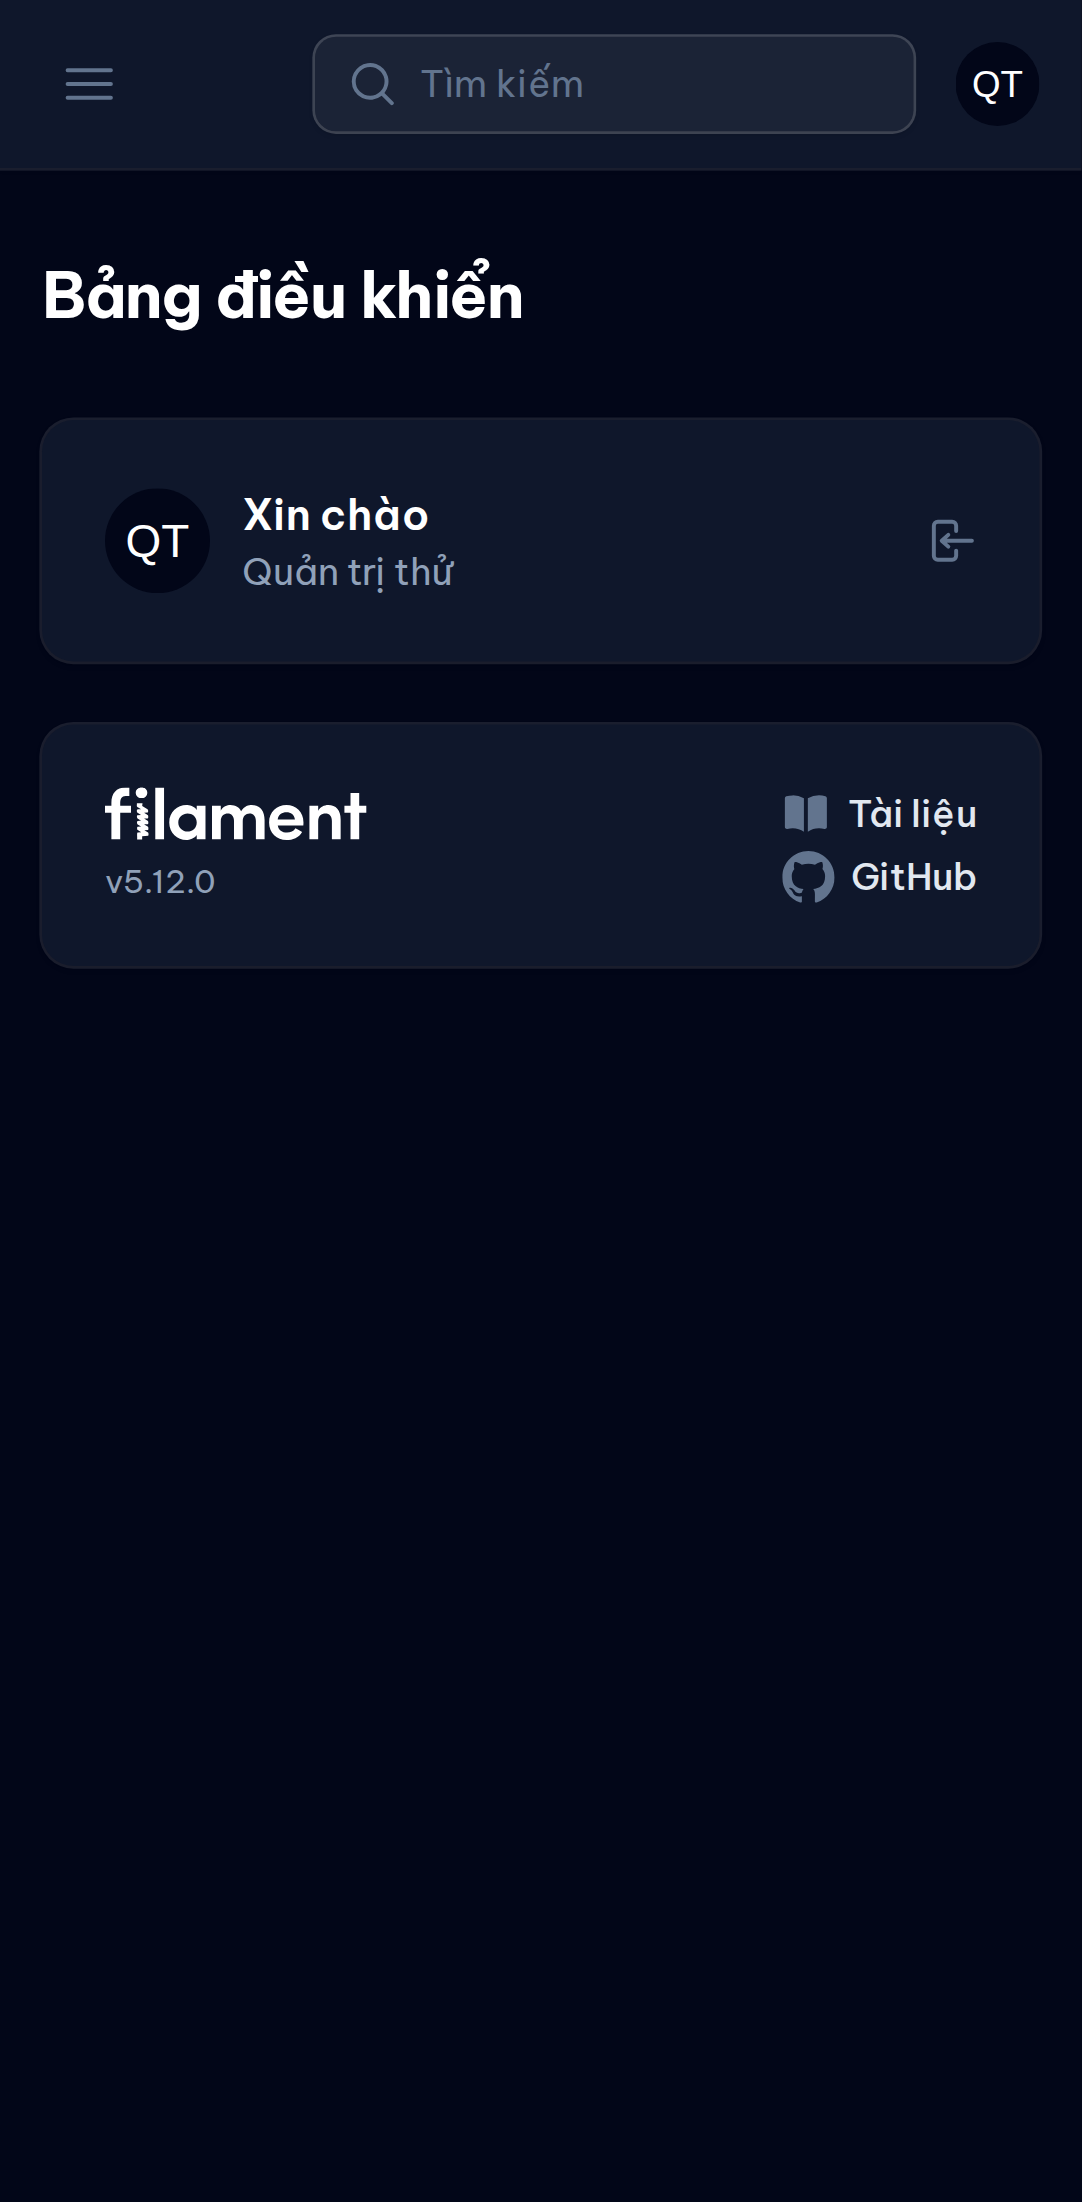 Tìm kiếm
QT
Bảng điều khiển
QT
Xin chào
Quản trị thử
filament
v5.12.0
Tài liệu
GitHub